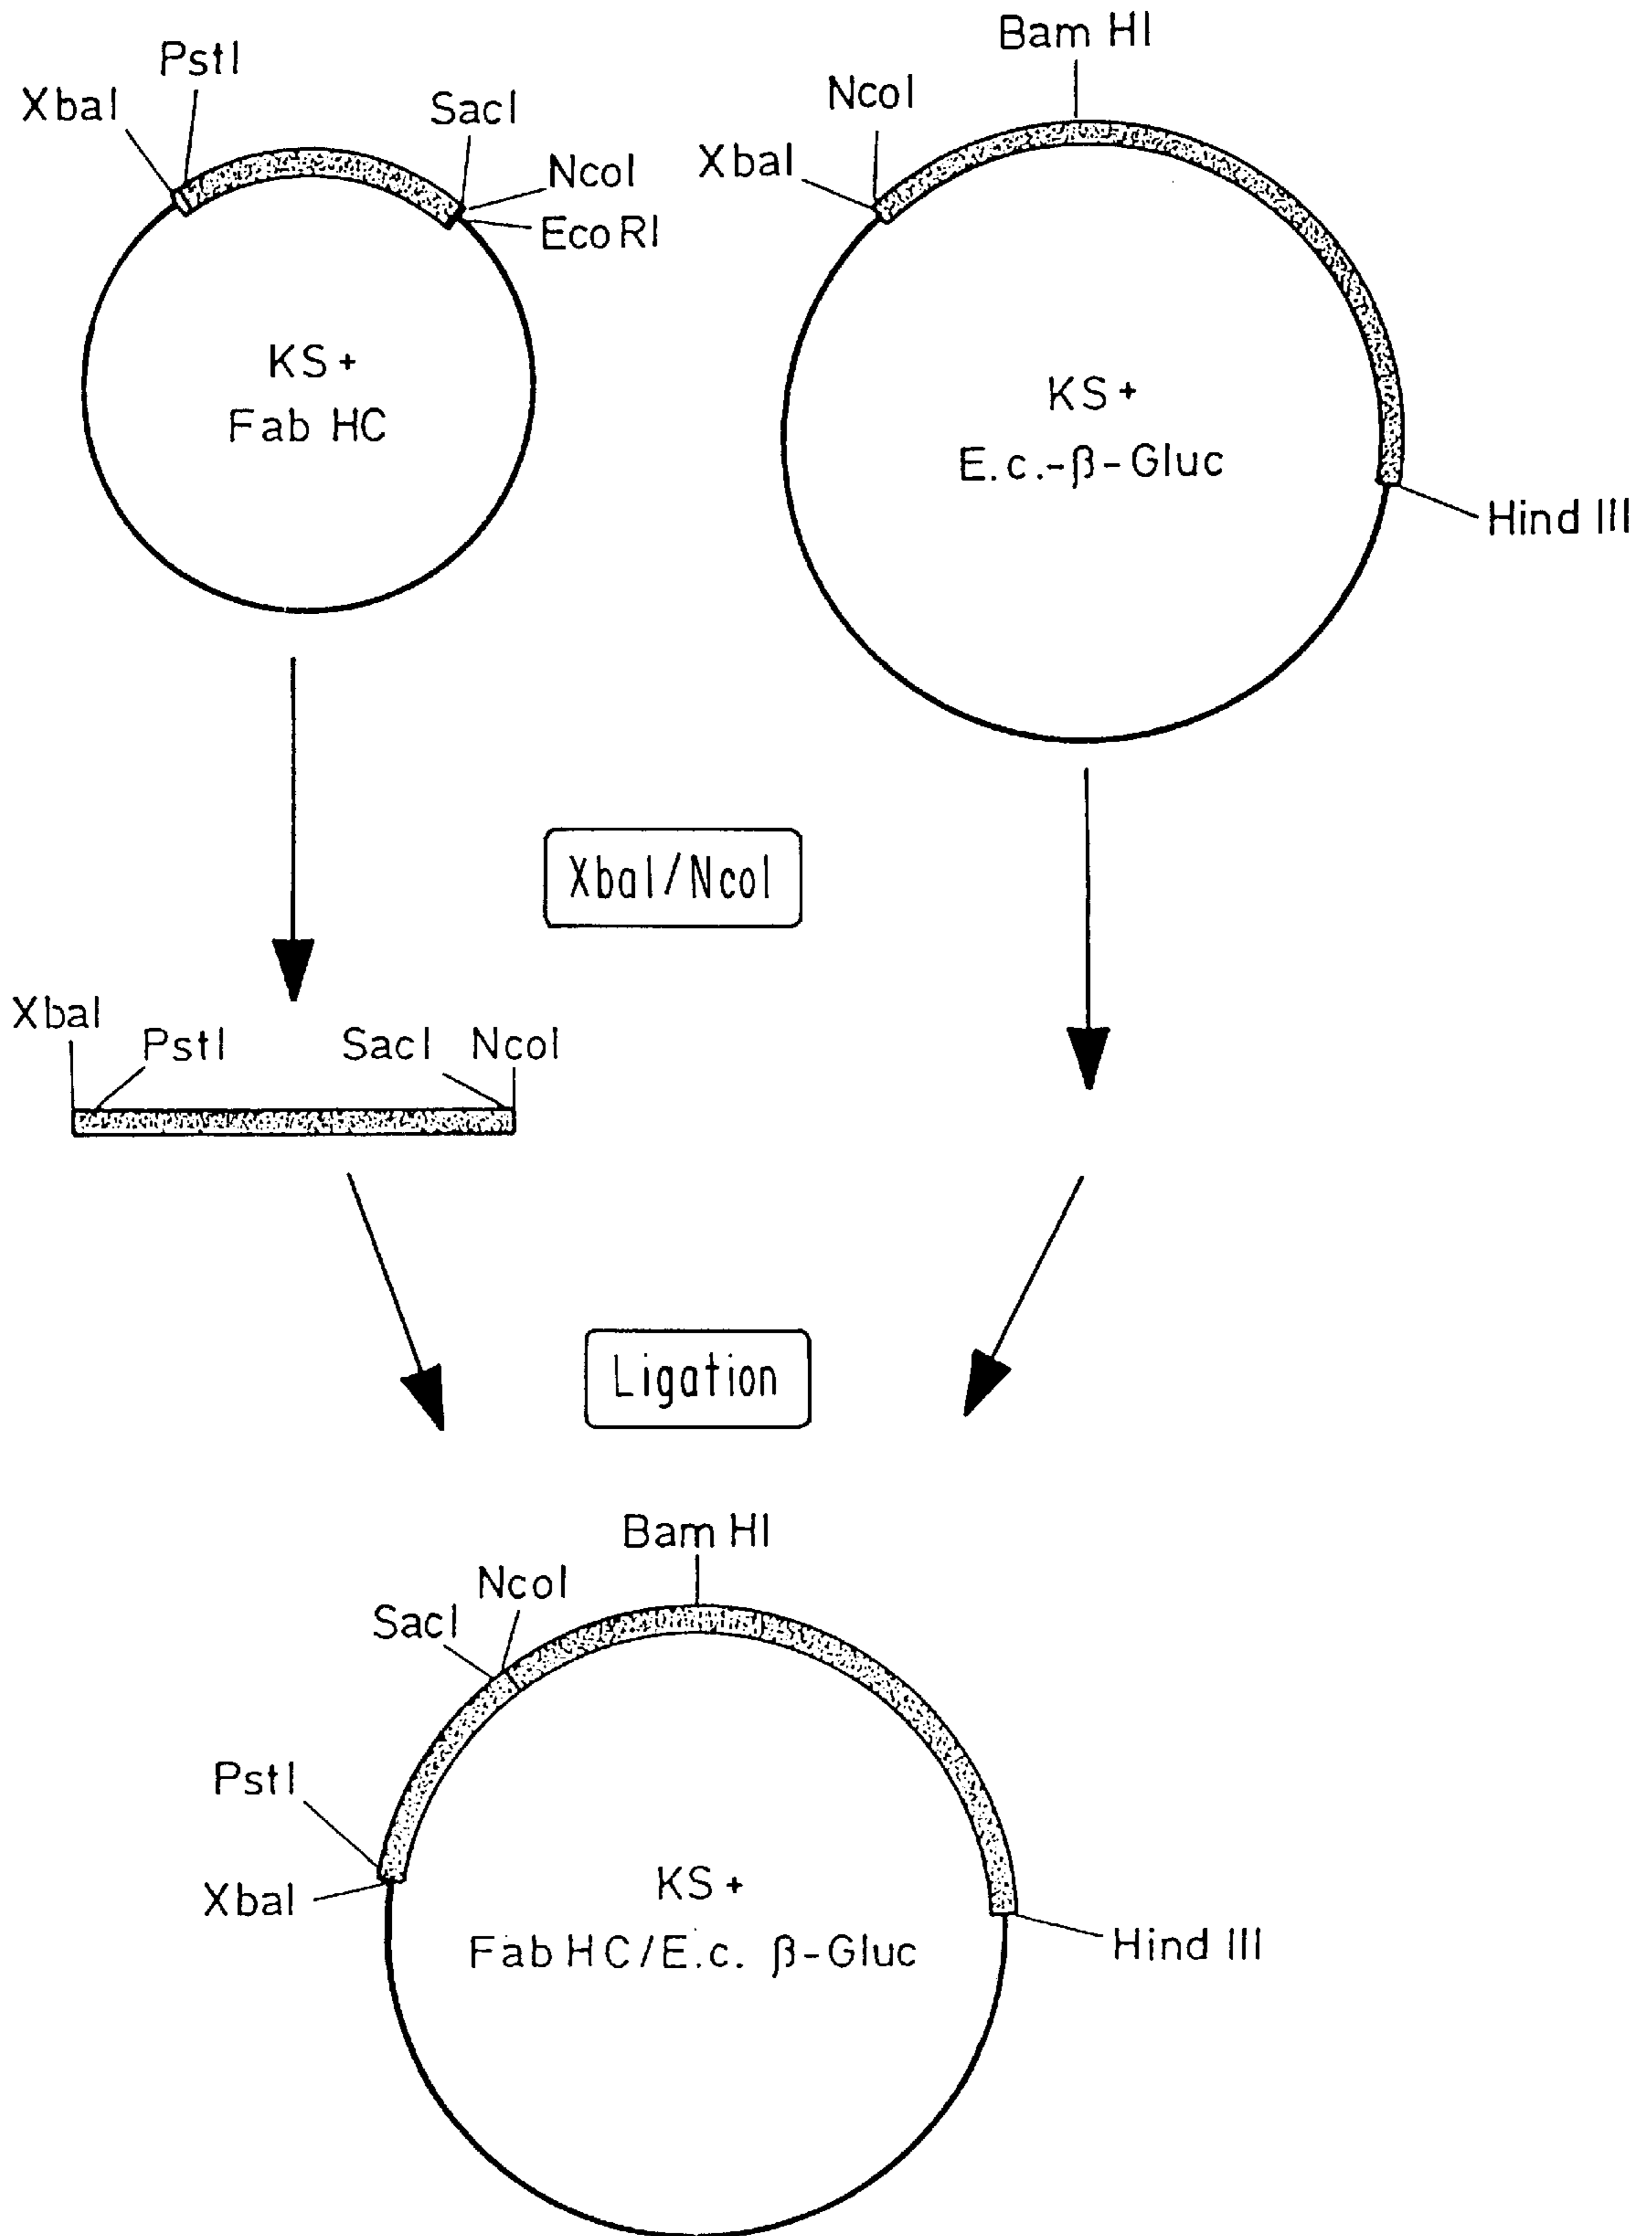 PstI
XbaI
SacI
NcoI
EcoRI
KS+
Fab HC
Bam HI
NcoI
XbaI
KS+
E.c.-β-Gluc
Hind III
XbaI/NcoI
XbaI
PstI
SacI
NcoI
Ligation
Bam HI
NcoI
SacI
PstI
XbaI
KS+
Fab HC/E.c. β-Gluc
Hind III